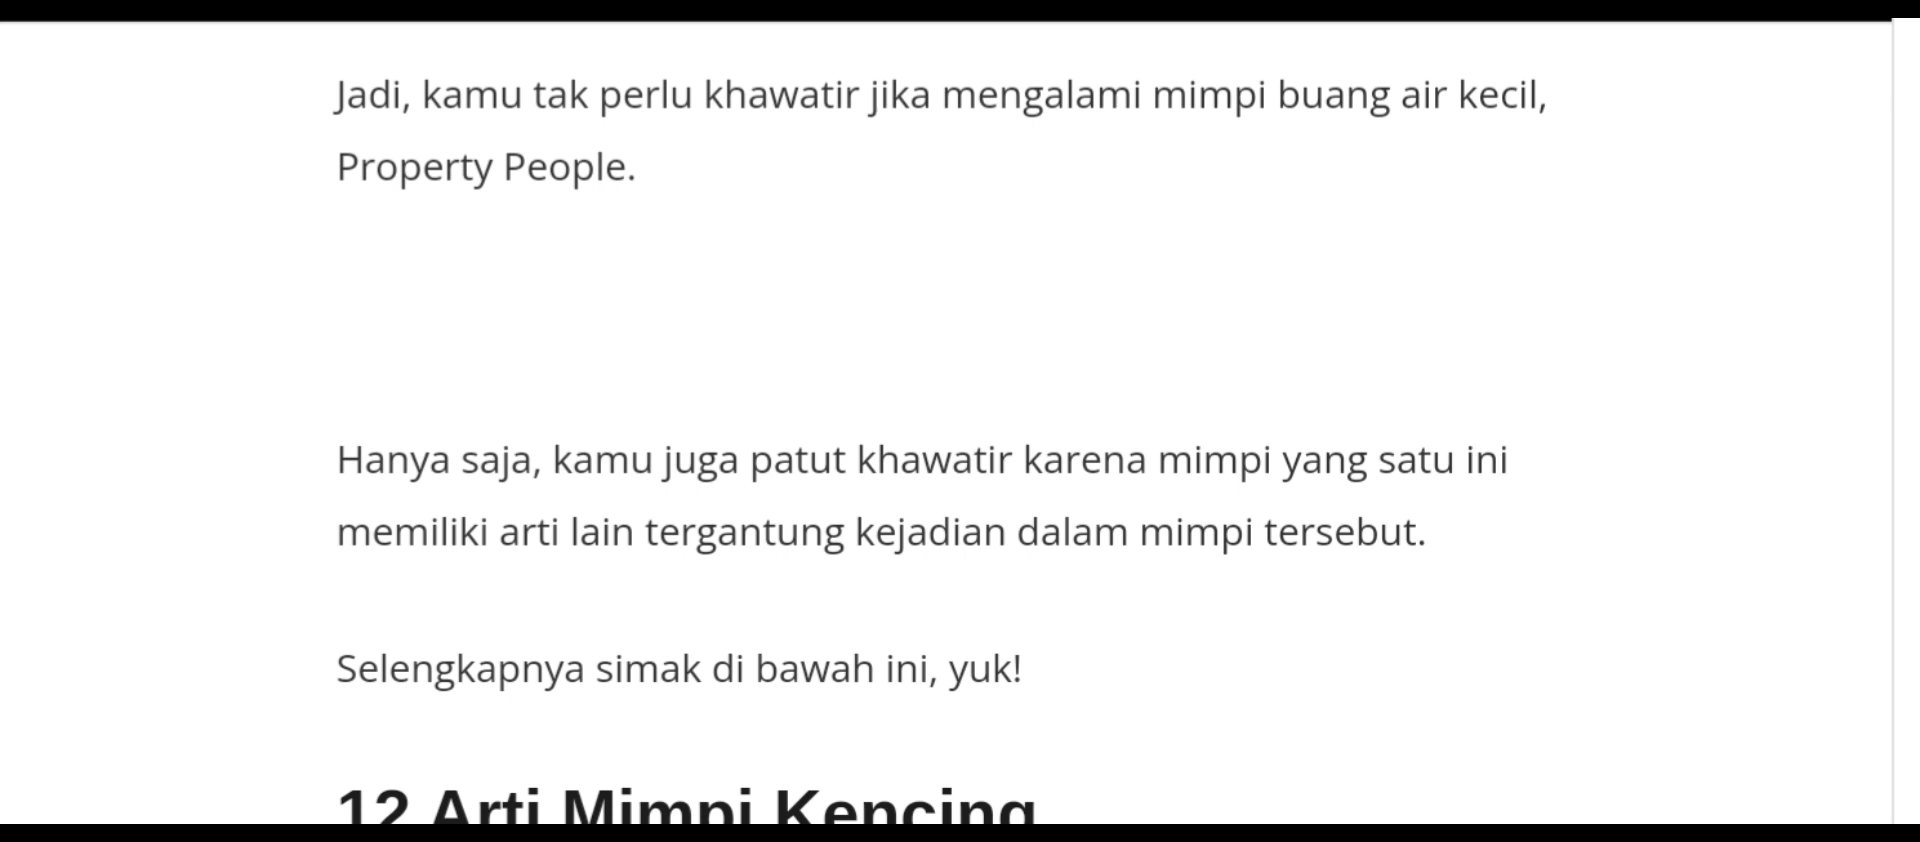 Jadi, kamu tak perlu khawatir jika mengalami mimpi buang air kecil,
Property People.
Hanya saja, kamu juga patut khawatir karena mimpi yang satu ini
memiliki arti lain tergantung kejadian dalam mimpi tersebut.
Selengkapnya simak di bawah ini, yuk!
12 Arti Mimpi Kencing